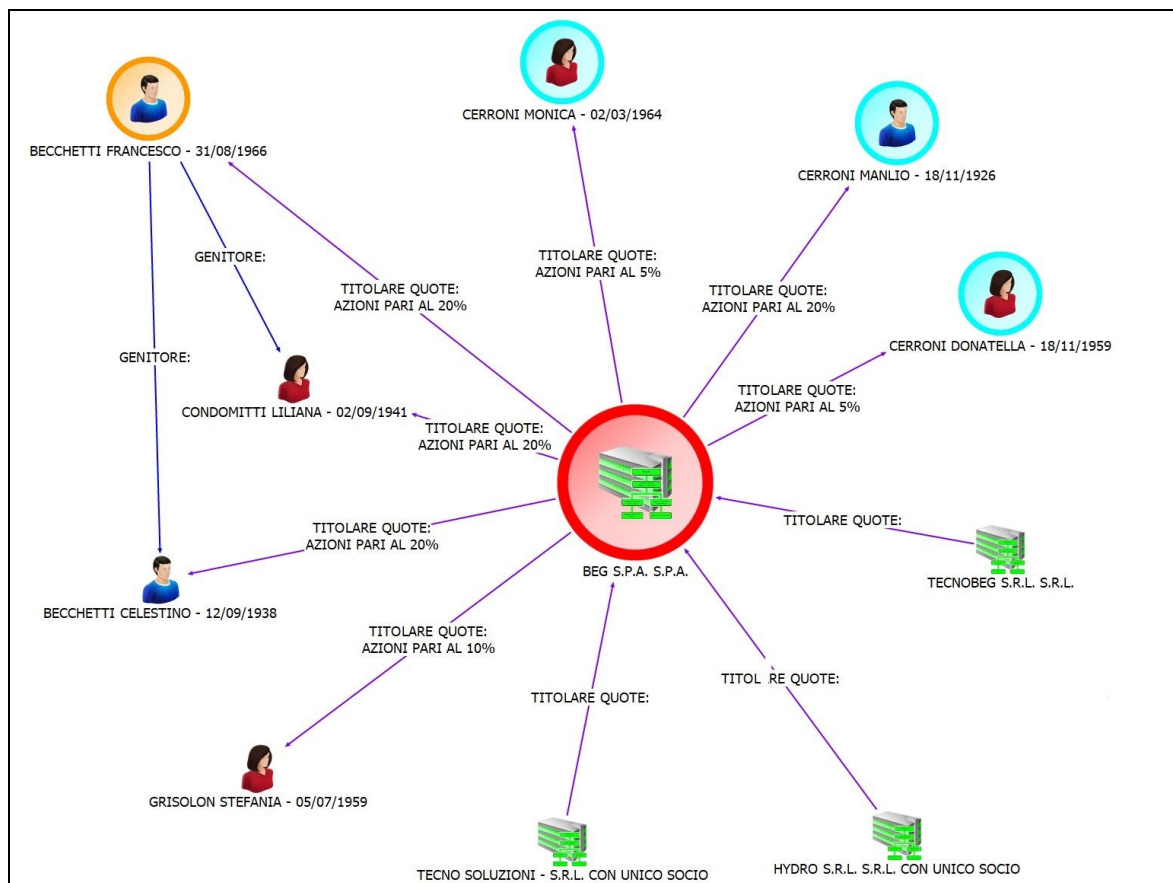 CERRONI MONICA - 02/03/1964
BECCHETTI FRANCESCO - 31/08/1966
CERRONI MANLIO - 18/11/1926
GENITORE:
TITOLARE QUOTE:
AZIONI PARI AL 5%
TITOLARE QUOTE:
AZIONI PARI AL 20%
TITOLARE QUOTE:
AZIONI PARI AL 20%
CERRONI DONATELLA - 18/11/1959
GENITORE:
CONDOMITTI LILIANA - 02/09/1941
TITOLARE QUOTE:
AZIONI PARI AL 20%
TITOLARE QUOTE:
AZIONI PARI AL 5%
TITOLARE QUOTE:
AZIONI PARI AL 20%
TITOLARE QUOTE:
BEG S.P.A. S.P.A.
TECNOBEG S.R.L. S.R.L.
BECCHETTI CELESTINO - 12/09/1938
TITOLARE QUOTE:
AZIONI PARI AL 10%
TITOLARE QUOTE:
TITOL RE QUOTE:
GRISOLON STEFANIA - 05/07/1959
TECNO SOLUZIONI - S.R.L. CON UNICO SOCIO
HYDRO S.R.L. S.R.L. CON UNICO SOCIO